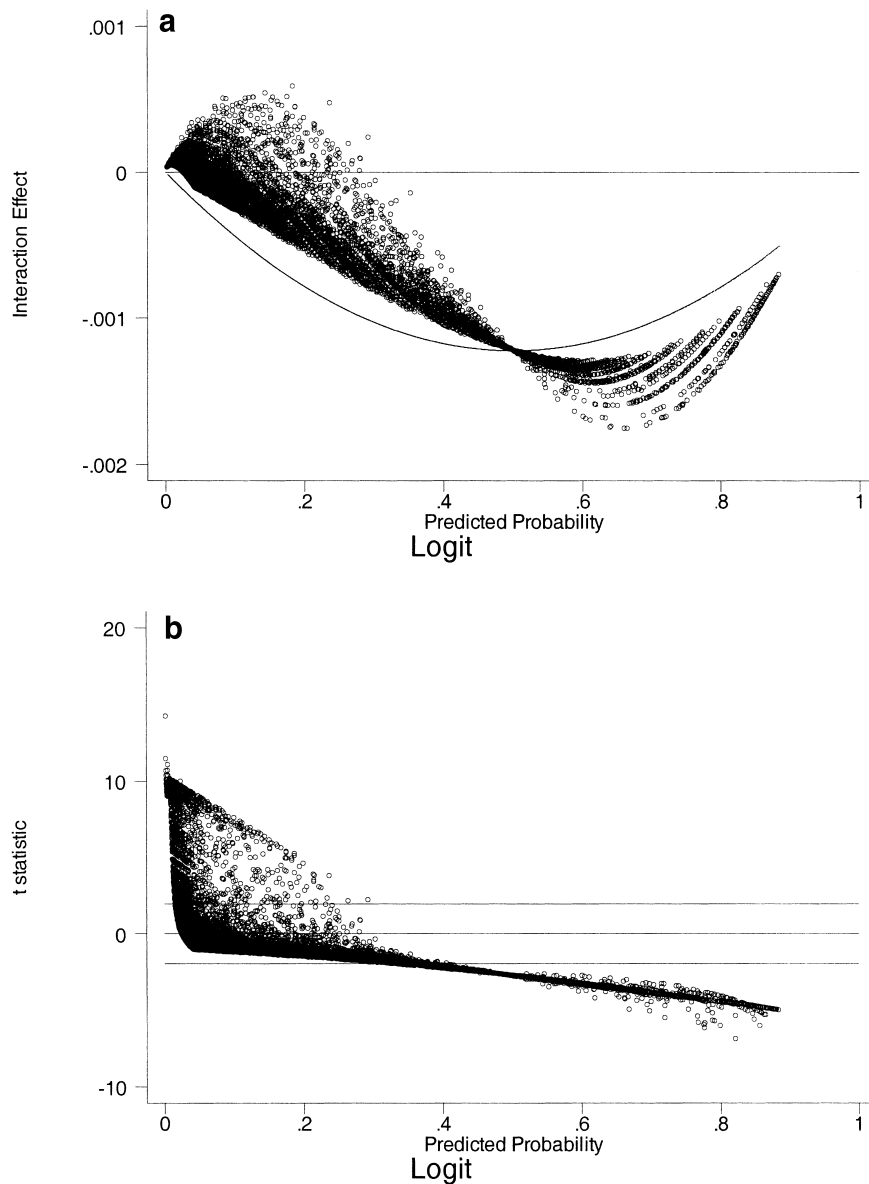 a
.001
0
-.001
-.002
Interaction Effect
0
.2
.4
.6
.8
1
Predicted Probability
Logit
b
20
10
0
-10
t statistic
0
.2
.4
.6
.8
1
Predicted Probability
Logit